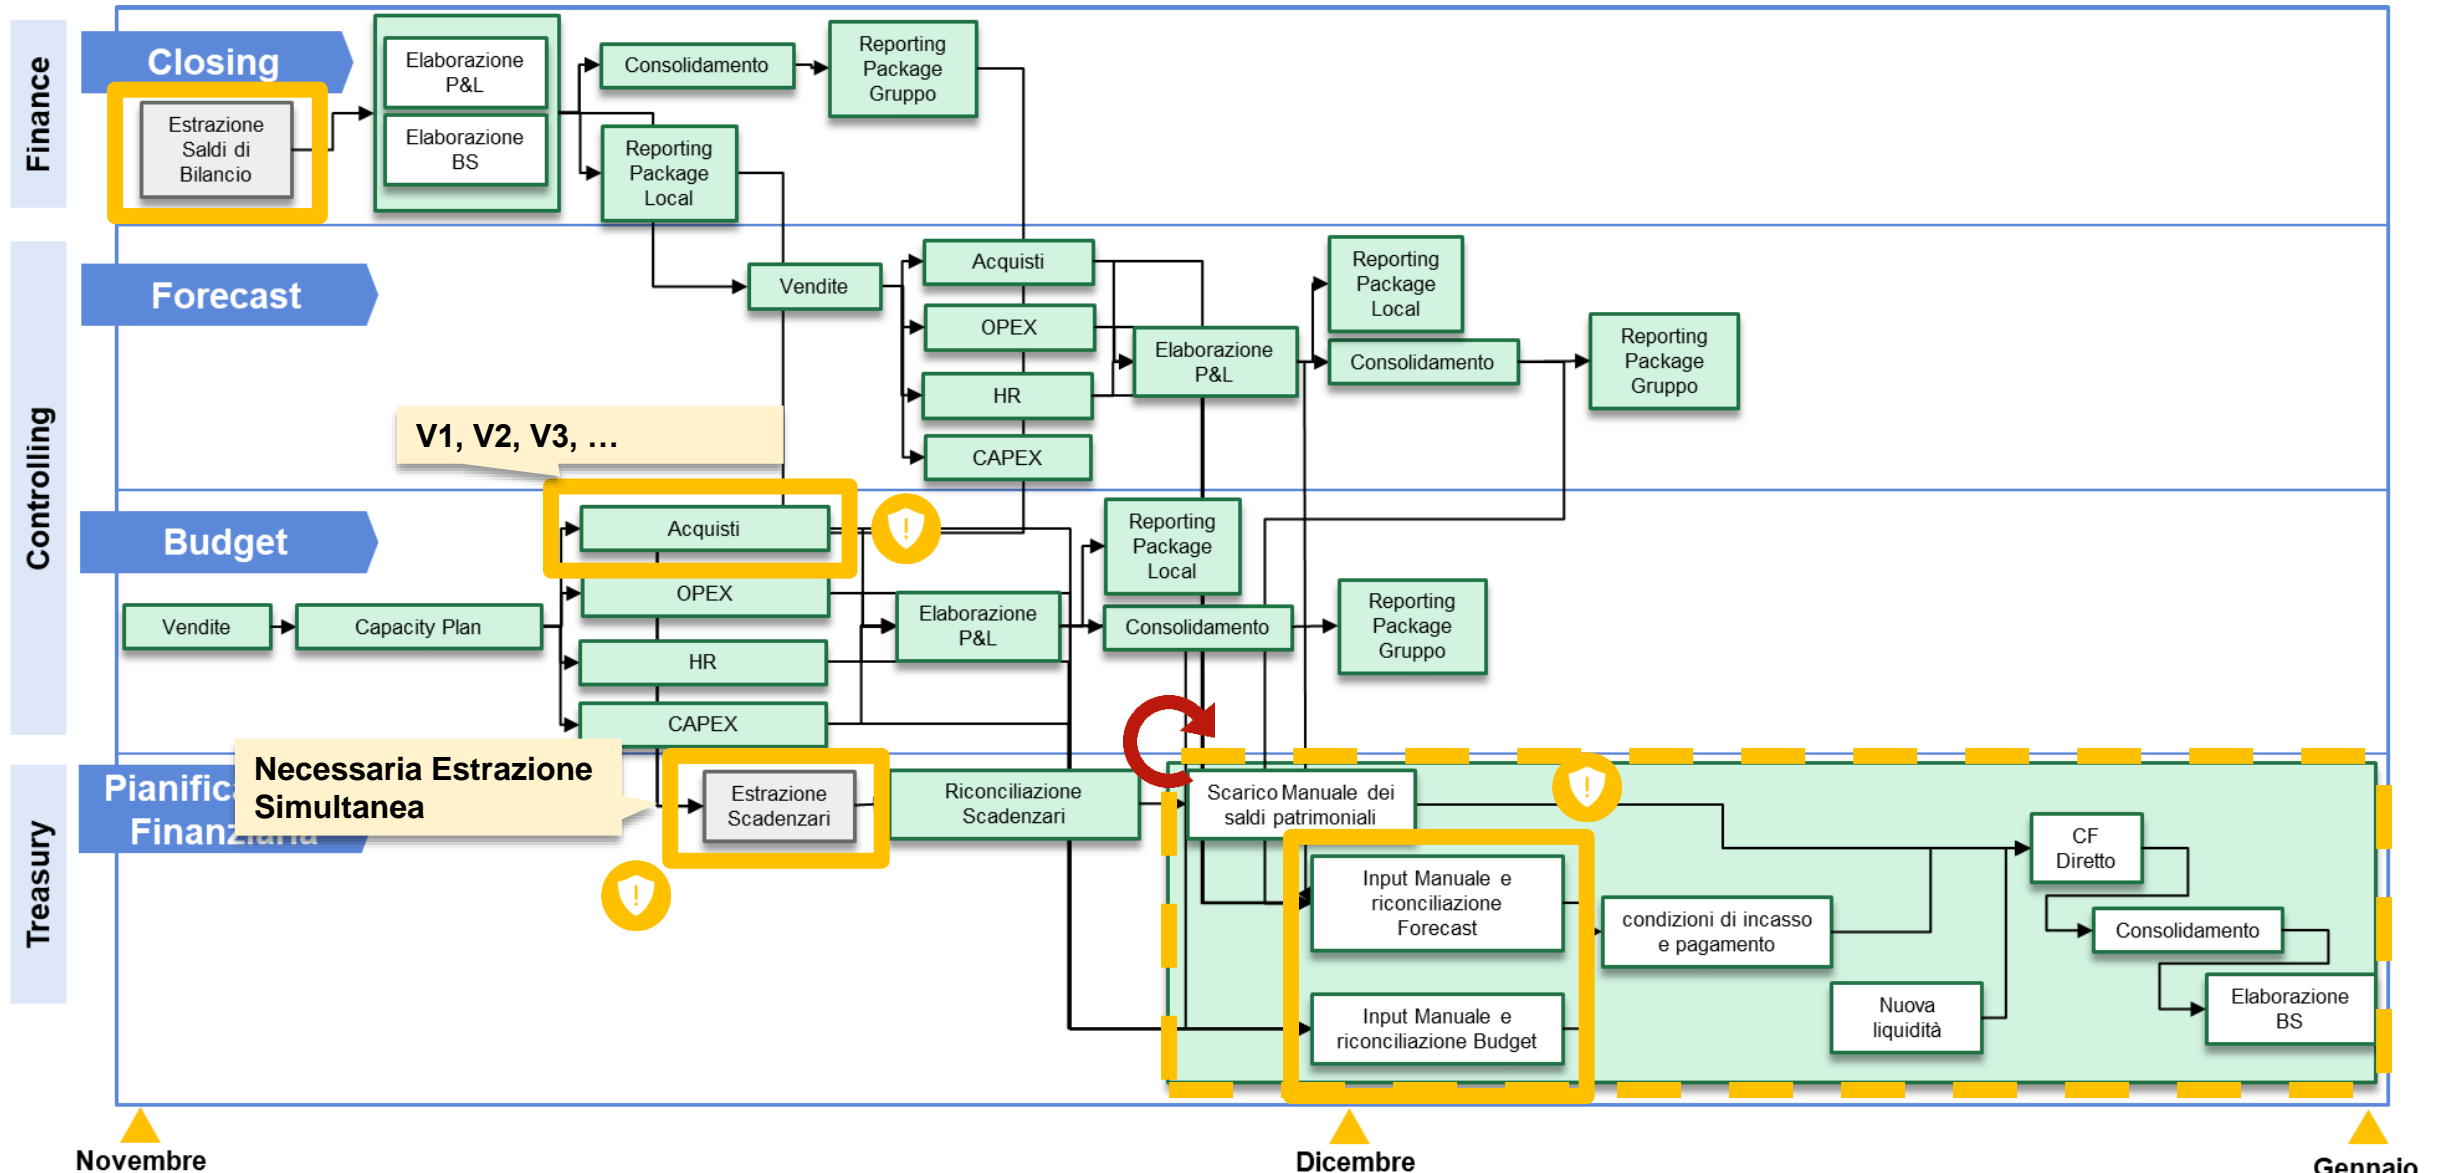 Finance
Closing
Estrazione
Saldi di
Bilancio
Elaborazione
P&L
Elaborazione
BS
Consolidamento
Reporting
Package
Gruppo
Reporting
Package
Local
Controlling
Forecast
Vendite
Acquisti
OPEX
HR
CAPEX
Elaborazione
P&L
Reporting
Package
Local
Consolidamento
Reporting
Package
Gruppo
V1, V2, V3, …
Budget
Vendite
Capacity Plan
Acquisti
OPEX
HR
CAPEX
Elaborazione
P&L
Reporting
Package
Local
Consolidamento
Reporting
Package
Gruppo
Treasury
Necessaria Estrazione
Simultanea
Estrazione
Scadenzari
Riconciliazione
Scadenzari
Scarico Manuale dei
saldi patrimoniali
Input Manuale e
riconciliazione
Forecast
Input Manuale e
riconciliazione Budget
condizioni di incasso
e pagamento
Nuova
liquidità
CF
Diretto
Consolidamento
Elaborazione
BS
Novembre
Dicembre
Gennaio